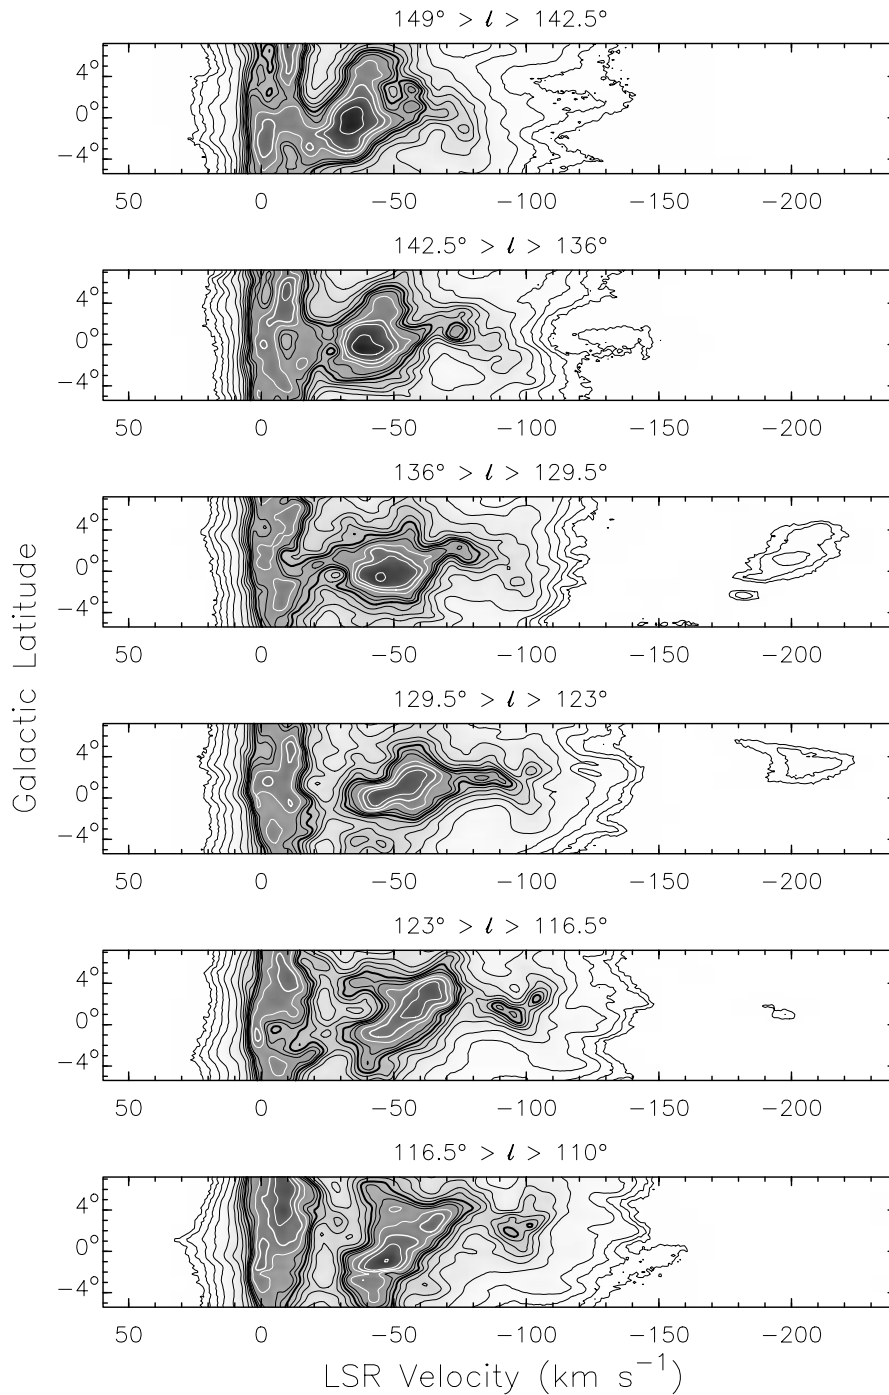 149° > l > 142.5°
4°
0°
−4°
50 0 −50 −100 −150 −200
142.5° > l > 136°
4°
0°
−4°
50 0 −50 −100 −150 −200
136° > l > 129.5°
4°
0°
−4°
50 0 −50 −100 −150 −200
129.5° > l > 123°
4°
0°
−4°
50 0 −50 −100 −150 −200
123° > l > 116.5°
4°
0°
−4°
50 0 −50 −100 −150 −200
116.5° > l > 110°
4°
0°
−4°
50 0 −50 −100 −150 −200
Galactic Latitude
LSR Velocity (km s⁻¹)